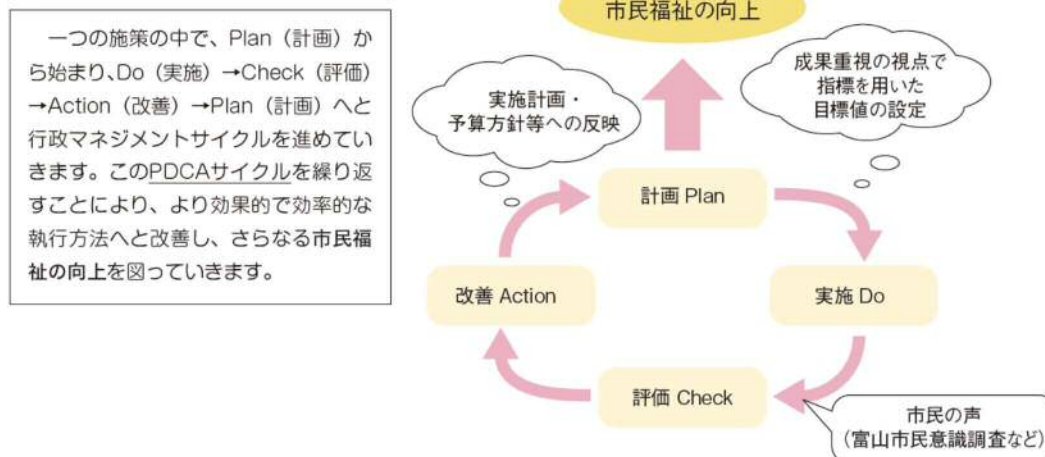 一つの施策の中で、Plan（計画）か
ら始まり、Do（実施）→Check（評価）
→Action（改善）→Plan（計画）へと
行政マネジメントサイクルを進めてい
きます。このPDCAサイクルを繰り返
すことにより、より効果的で効率的な
執行方法へと改善し、さらなる市民福
祉の向上を図っていきます。
市民福祉の向上
実施計画・
予算方針等への反映
成果重視の視点で
指標を用いた
目標値の設定
計画 Plan
改善 Action
実施 Do
評価 Check
市民の声
（富山市民意識調査など）